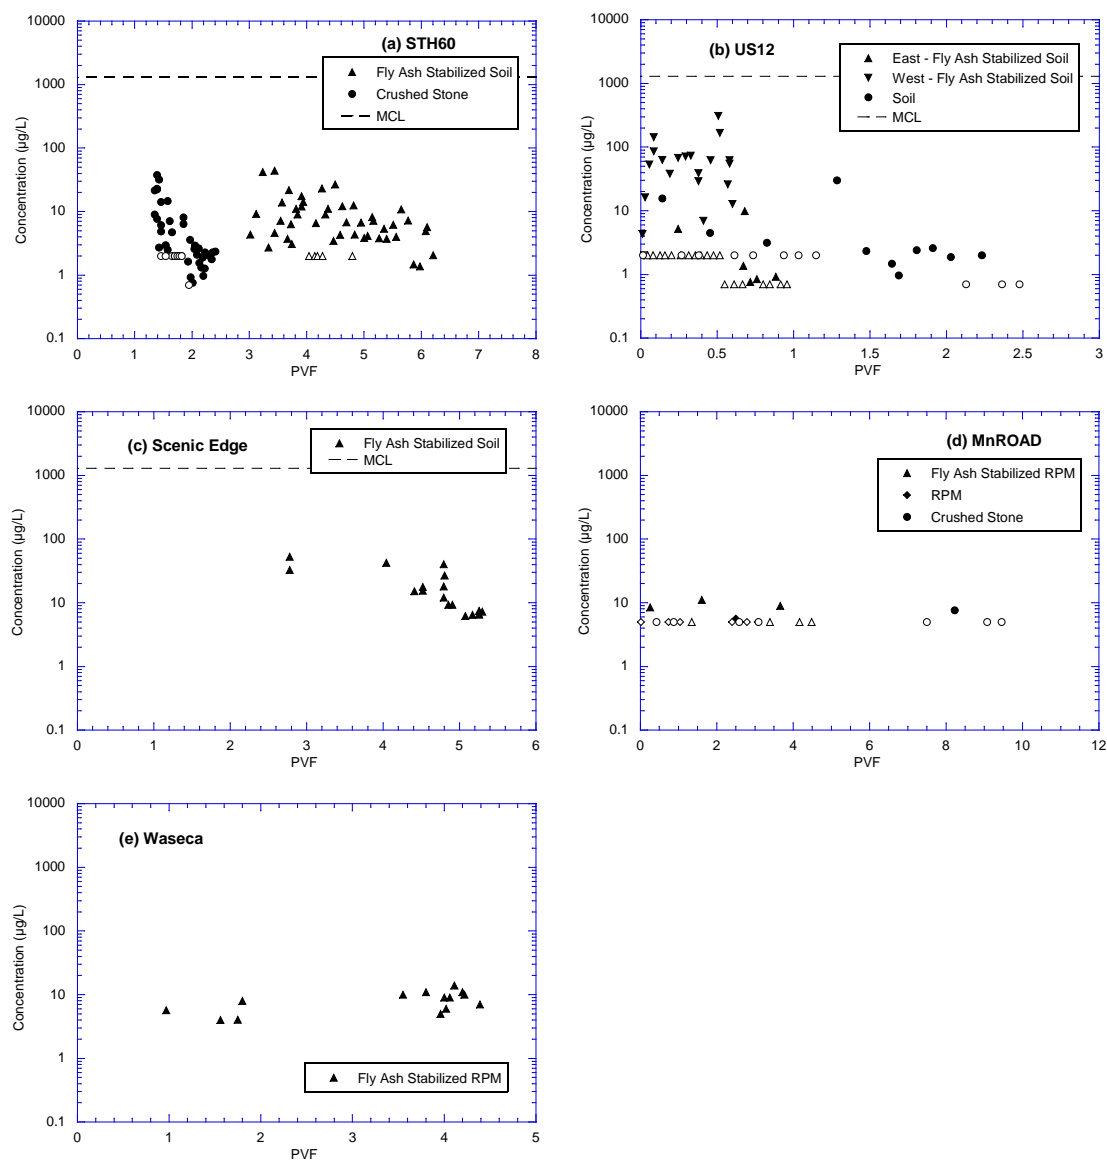 (a) STH60
Fly Ash Stabilized Soil
Crushed Stone
MCL
Concentration (µg/L)
10000
1000
100
10
1
0.1
0 1 2 3 4 5 6 7 8
PVF
(b) US12
East - Fly Ash Stabilized Soil
West - Fly Ash Stabilized Soil
Soil
MCL
Concentration (µg/L)
10000
1000
100
10
1
0.1
0 0.5 1 1.5 2 2.5 3
PVF
(c) Scenic Edge
Fly Ash Stabilized Soil
MCL
Concentration (µg/L)
10000
1000
100
10
1
0.1
0 1 2 3 4 5 6
PVF
(d) MnROAD
Fly Ash Stabilized RPM
RPM
Crushed Stone
Concentration (µg/L)
10000
1000
100
10
1
0.1
0 2 4 6 8 10 12
PVF
(e) Waseca
Fly Ash Stabilized RPM
Concentration (µg/L)
10000
1000
100
10
1
0.1
0 1 2 3 4 5
PVF